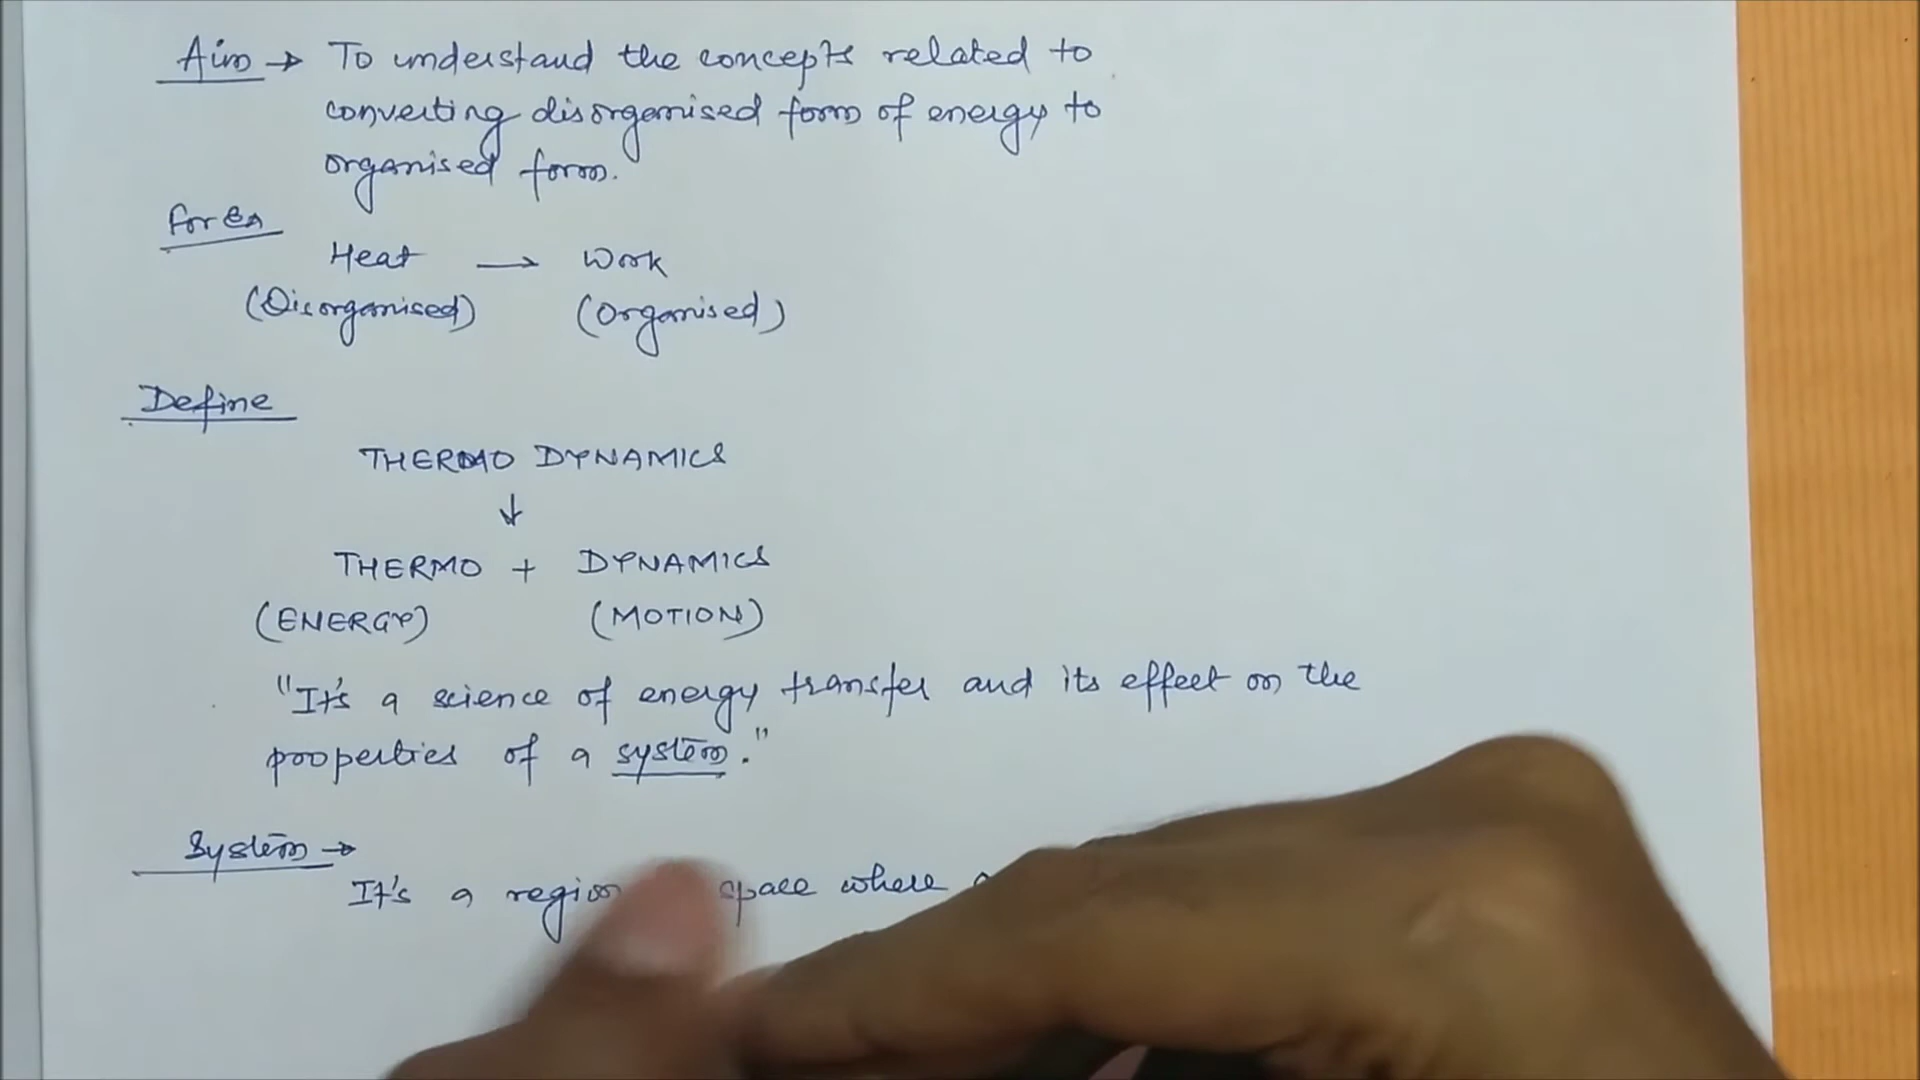 Aim → To understand the concepts related to
converting disorganised form of energy to
organised form.
For Ex
Heat → Work
(Disorganised) (Organised)
Define
THERMO DYNAMICS
↓
THERMO + DYNAMICS
(ENERGY) (MOTION)
"It's a science of energy transfer and its effect on the
properties of a system."
System →
It's a region space where